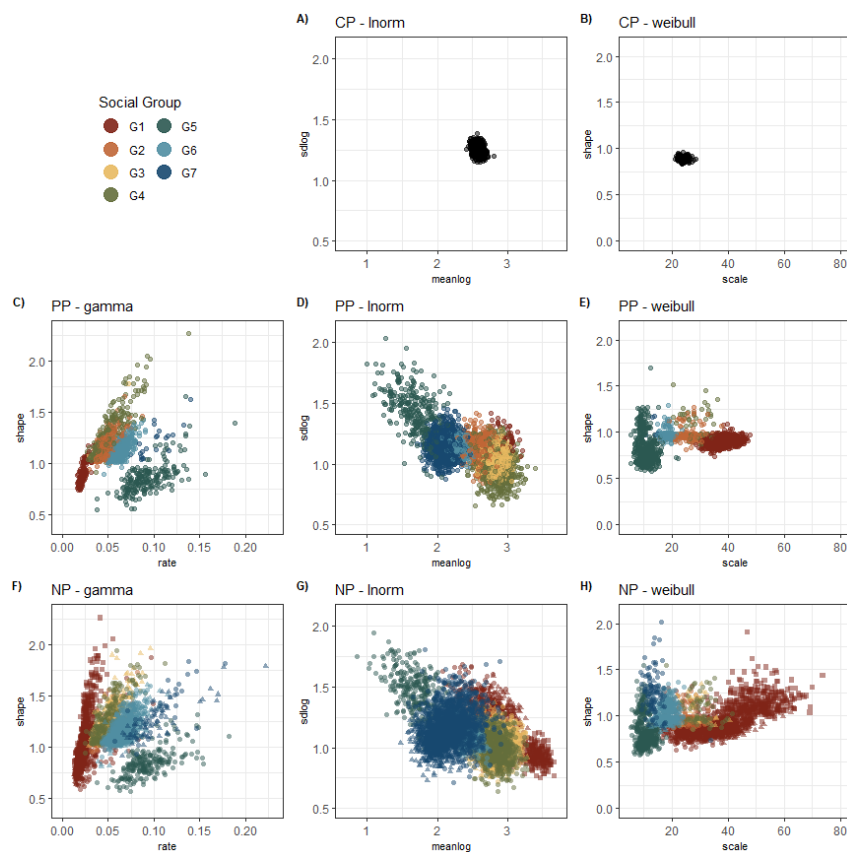 A) CP - lnorm
B) CP - weibull
2.0
1.5
1.0
0.5
sdlog
1
2
3
meanlog
2.0
1.5
1.0
0.5
0.0
shape
20
40
60
80
scale
Social Group
G1 G5
G2 G6
G3 G7
G4
C) PP - gamma
D) PP - lnorm
E) PP - weibull
2.0
1.5
1.0
0.5
shape
0.00 0.05 0.10 0.15 0.20
rate
2.0
1.5
1.0
0.5
sdlog
1 2 3
meanlog
2.0
1.5
1.0
0.5
0.0
shape
20 40 60 80
scale
F) NP - gamma
G) NP - lnorm
H) NP - weibull
2.0
1.5
1.0
0.5
shape
0.00 0.05 0.10 0.15 0.20
rate
2.0
1.5
1.0
0.5
sdlog
1 2 3
meanlog
2.0
1.5
1.0
0.5
0.0
shape
20 40 60 80
scale